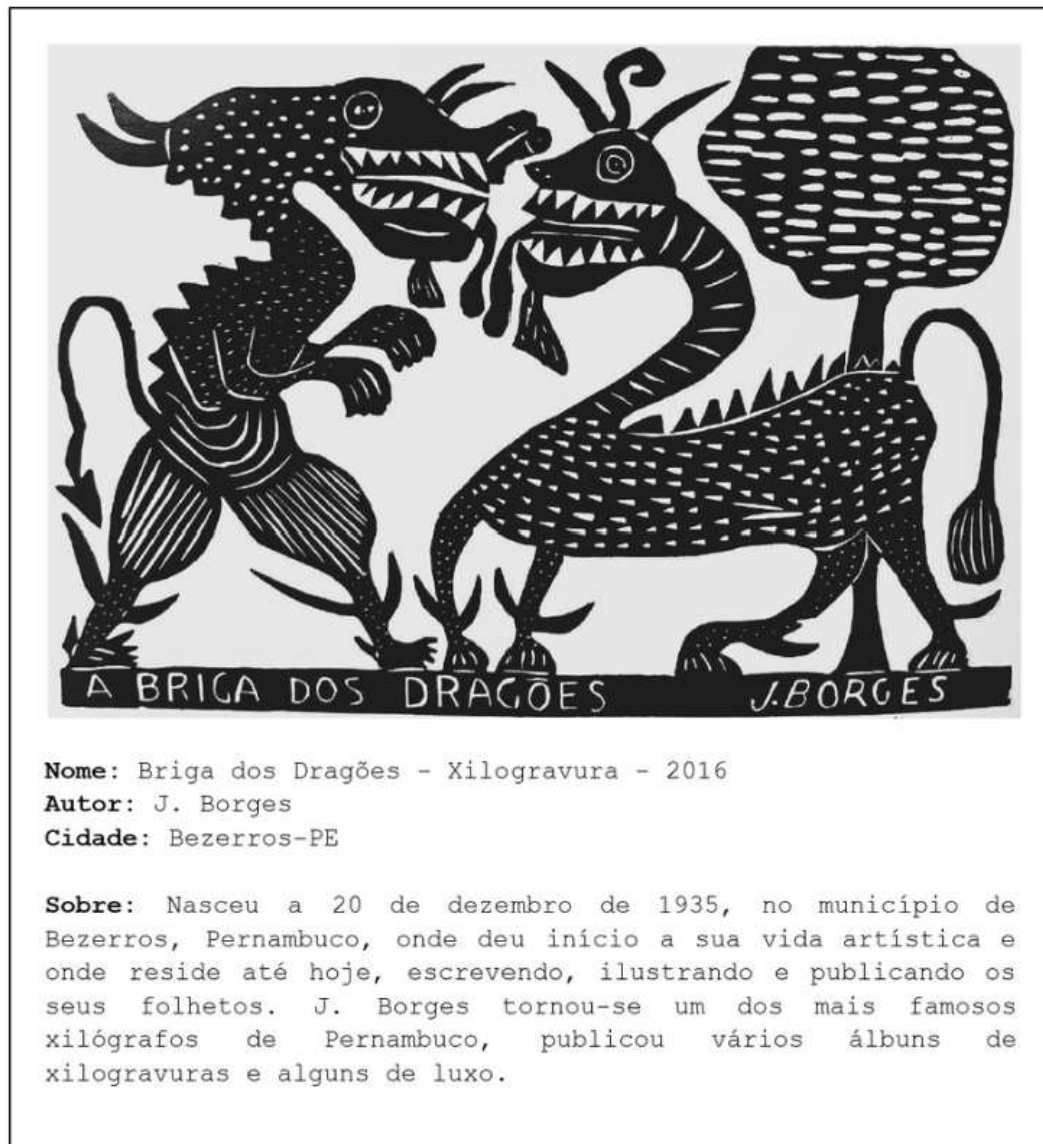 A BRIGA DOS DRAGÕES J.BORGES
Nome: Briga dos Dragões - Xilogravura - 2016
Autor: J. Borges
Cidade: Bezerros-PE
Sobre: Nasceu a 20 de dezembro de 1935, no município de
Bezerros, Pernambuco, onde deu início a sua vida artística e
onde reside até hoje, escrevendo, ilustrando e publicando os
seus folhetos. J. Borges tornou-se um dos mais famosos
xilógrafos de Pernambuco, publicou vários álbuns de
xilogravuras e alguns de luxo.